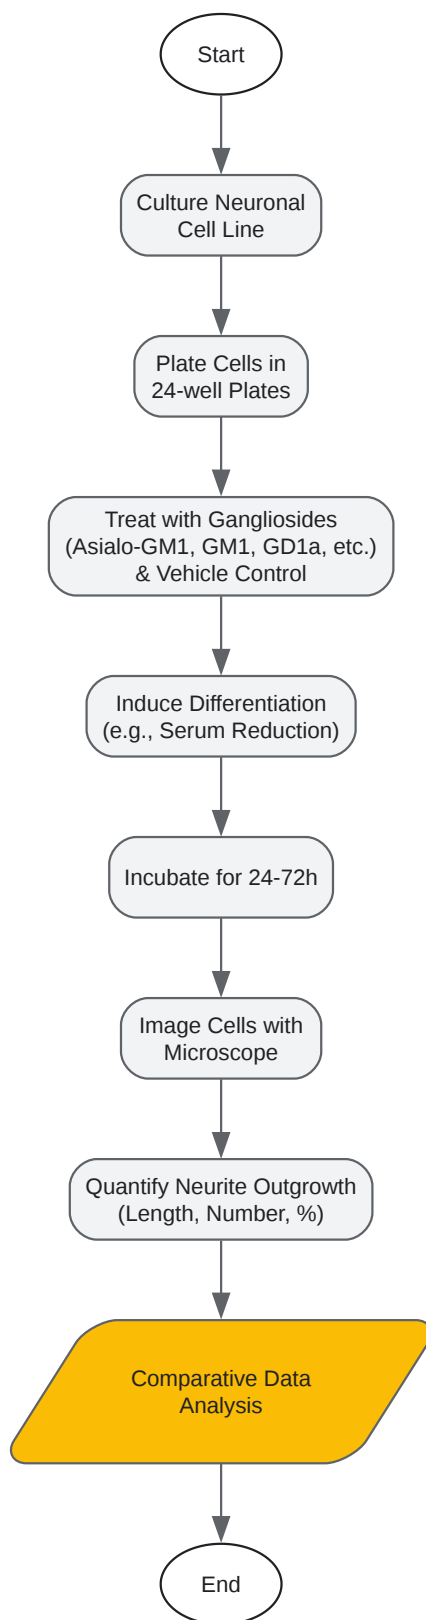 Start
Culture Neuronal
Cell Line
Plate Cells in
24-well Plates
Treat with Gangliosides
(Asialo-GM1, GM1, GD1a, etc.)
& Vehicle Control
Induce Differentiation
(e.g., Serum Reduction)
Incubate for 24-72h
Image Cells with
Microscope
Quantify Neurite Outgrowth
(Length, Number, %)
Comparative Data
Analysis
End